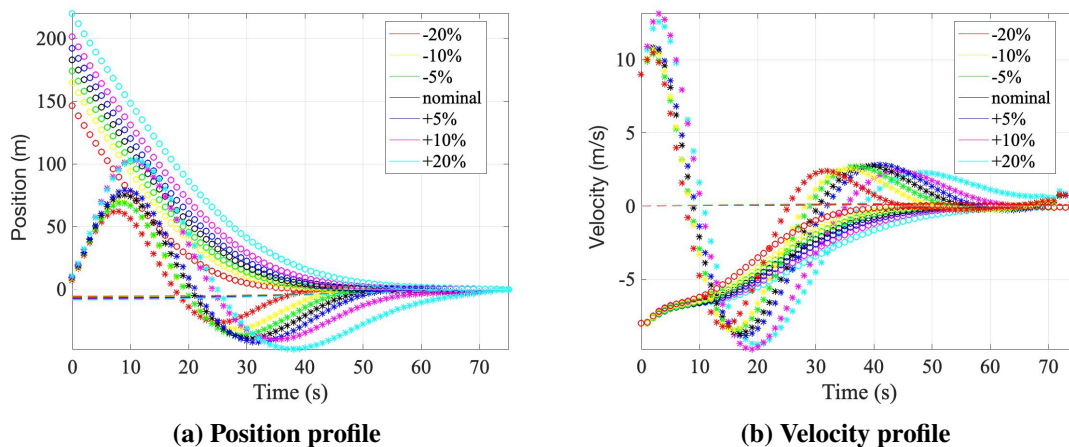 200
150
100
50
0
0 10 20 30 40 50 60 70
Position (m)
Time (s)
-20%
-10%
-5%
nominal
+5%
+10%
+20%
(a) Position profile
10
5
0
-5
0 10 20 30 40 50 60 70
Velocity (m/s)
Time (s)
-20%
-10%
-5%
nominal
+5%
+10%
+20%
(b) Velocity profile